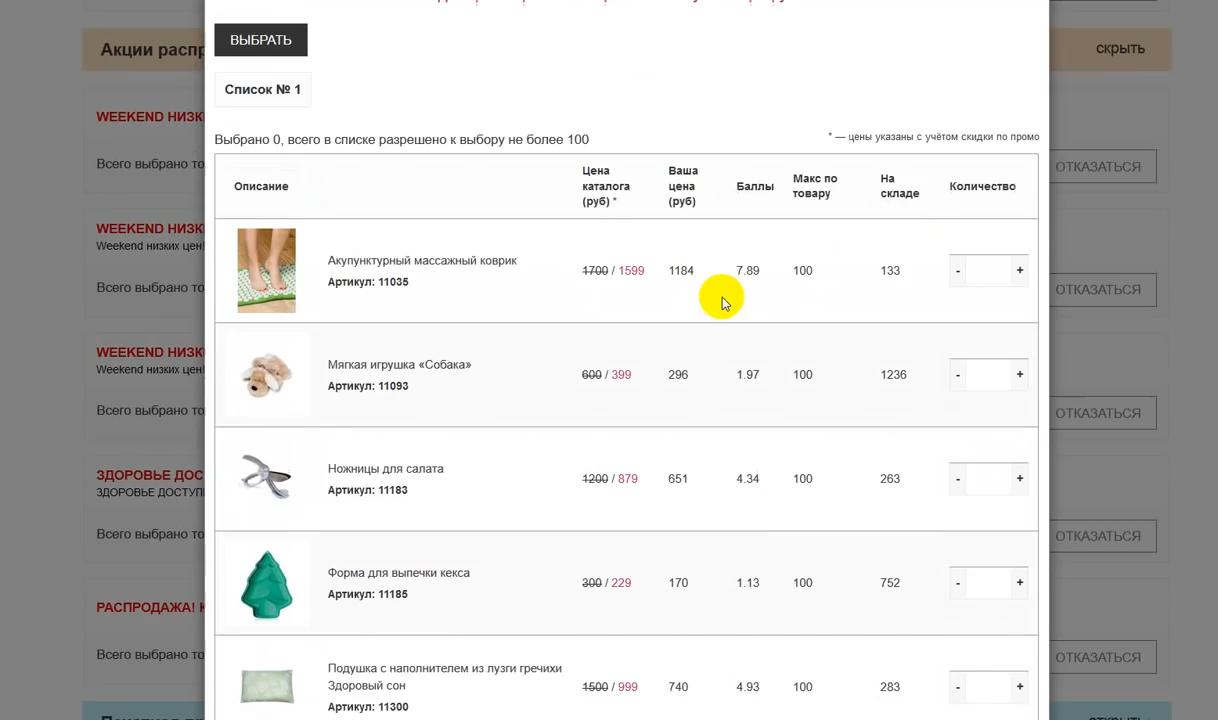 Акции расп
скрыть
ВЫБРАТЬ
Список № 1
WEEKEND НИЗК
Всего выбрано то
ОТКАЗАТЬСЯ
Выбрано 0, всего в списке разрешено к выбору не более 100
* — цены указаны с учётом скидки по промо
Описание
Цена каталога (руб) *
Ваша цена (руб)
Баллы
Макс по товару
На складе
Количество
WEEKEND НИЗК
Weekend низких цен!
Всего выбрано то
ОТКАЗАТЬСЯ
Акупунктурный массажный коврик
Артикул: 11035
1700 / 1599
1184
7.89
100
133
- +
WEEKEND НИЗК
Weekend низких цен!
Всего выбрано то
ОТКАЗАТЬСЯ
Мягкая игрушка «Собака»
Артикул: 11093
600 / 399
296
1.97
100
1236
- +
ЗДОРОВЬЕ ДОС
ЗДОРОВЬЕ ДОСТУП
Всего выбрано то
ОТКАЗАТЬСЯ
Ножницы для салата
Артикул: 11183
1200 / 879
651
4.34
100
263
- +
РАСПРОДАЖА! К
Всего выбрано то
ОТКАЗАТЬСЯ
Форма для выпечки кекса
Артикул: 11185
300 / 229
170
1.13
100
752
- +
Подушка с наполнителем из лузги гречихи
Здоровый сон
Артикул: 11300
1500 / 999
740
4.93
100
283
- +